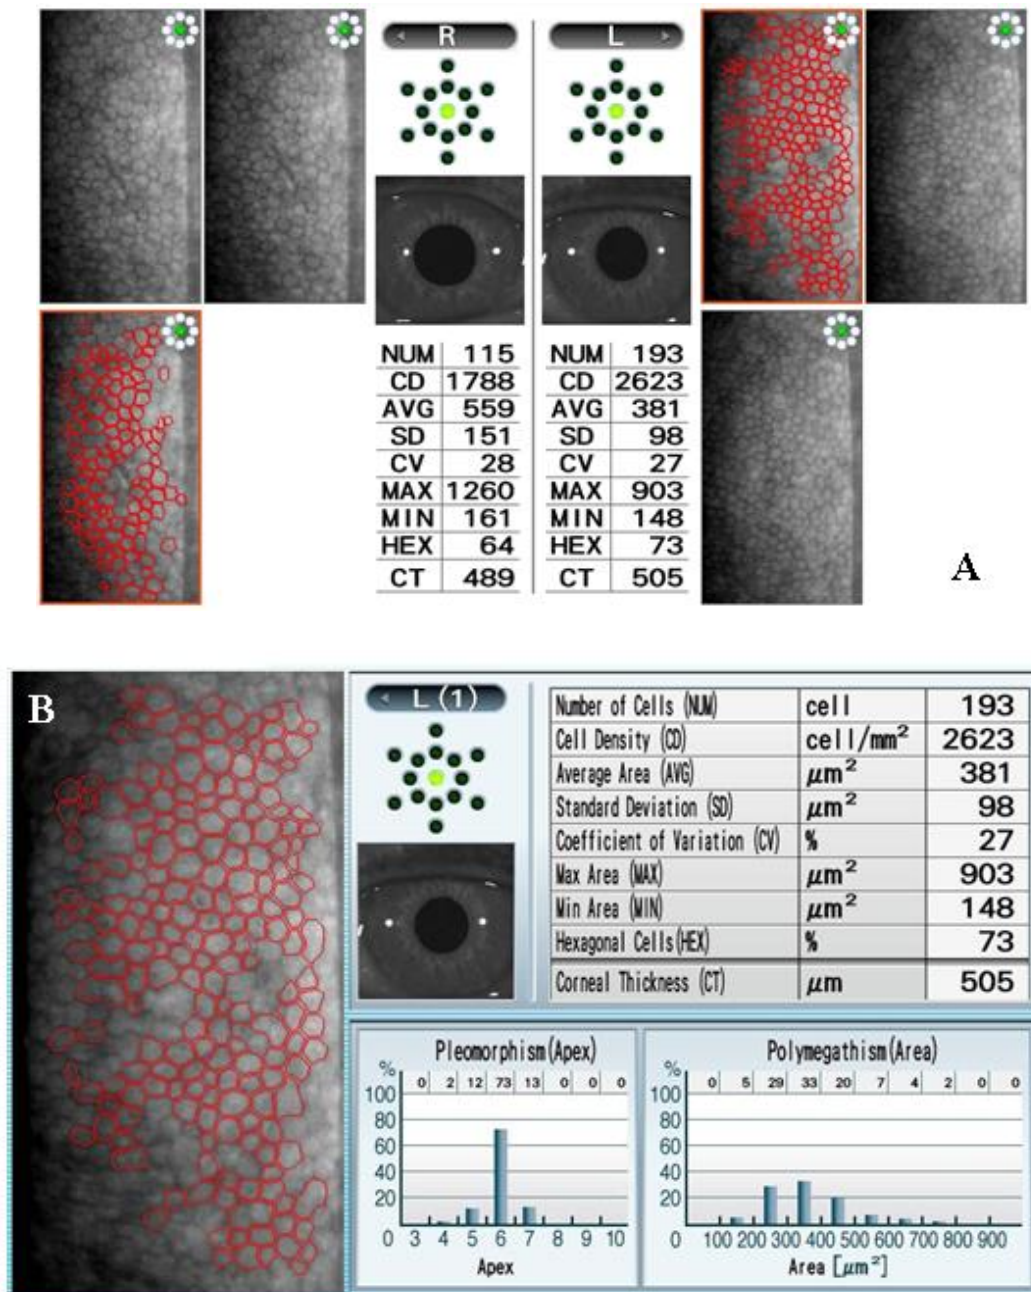 R L
NUM 115 NUM 193
CD 1788 CD 2623
AVG 559 AVG 381
SD 151 SD 98
CV 28 CV 27
MAX 1260 MAX 903
MIN 161 MIN 148
HEX 64 HEX 73
CT 489 CT 505
A
B
L (1)
Number of Cells (NUM) cell 193
Cell Density (CD) cell/mm² 2623
Average Area (AVG) μm² 381
Standard Deviation (SD) μm² 98
Coefficient of Variation (CV) % 27
Max Area (MAX) μm² 903
Min Area (MIN) μm² 148
Hexagonal Cells(HEX) % 73
Corneal Thickness (CT) μm 505
Pleomorphism(Apex)
% 0 2 12 73 13 0 0 0
100
80
60
40
20
0 3 4 5 6 7 8 9 10
Apex
Polymegathism(Area)
% 0 5 29 33 20 7 4 2 0 0
100
80
60
40
20
0 100 200 300 400 500 600 700 800 900
Area [μm²]